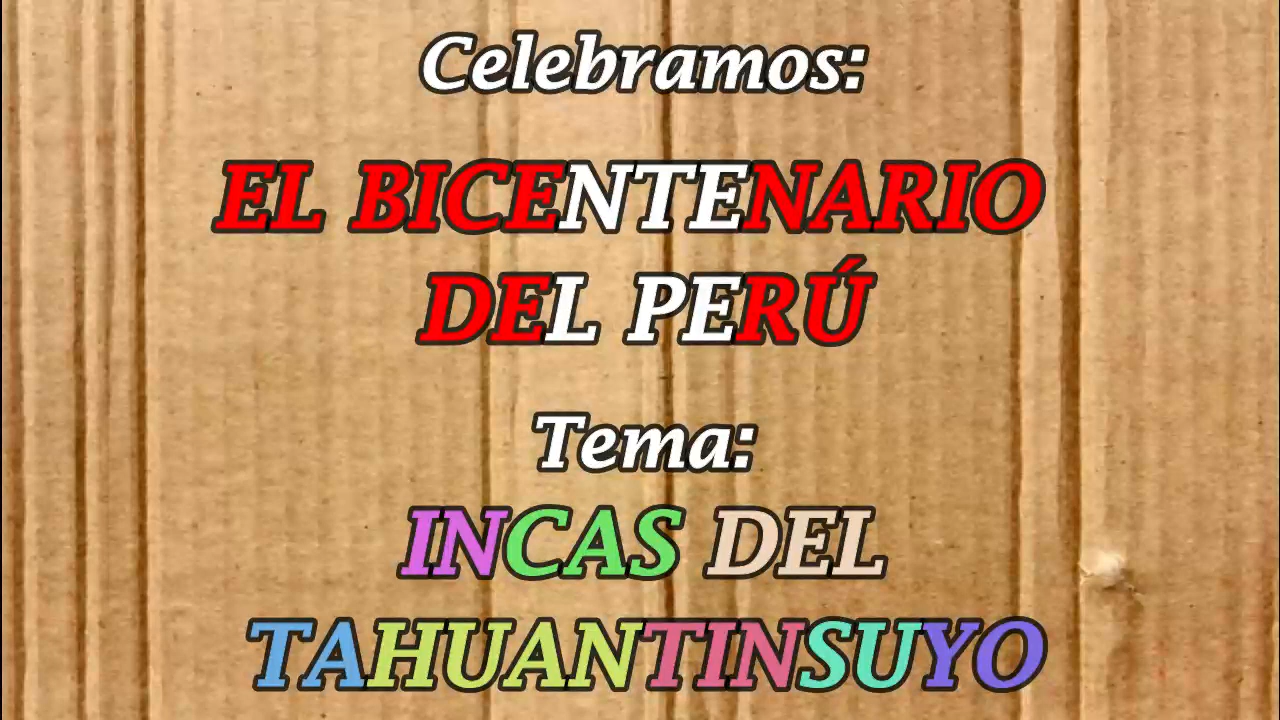 Celebramos:
EL BICENTENARIO
DEL PERÚ
Tema:
INCAS DEL
TAHUANTINSUYO